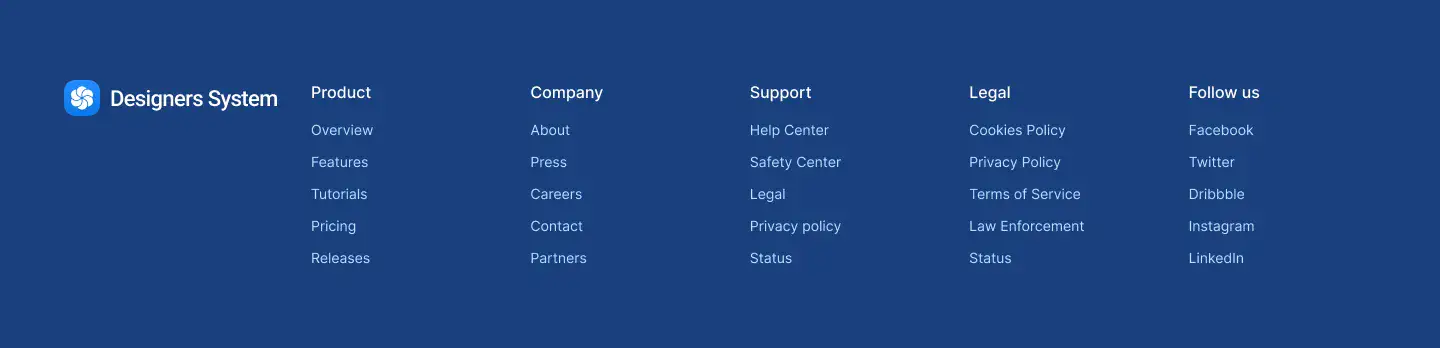 Designers System
Product
Overview
Features
Tutorials
Pricing
Releases
Company
About
Press
Careers
Contact
Partners
Support
Help Center
Safety Center
Legal
Privacy policy
Status
Legal
Cookies Policy
Privacy Policy
Terms of Service
Law Enforcement
Status
Follow us
Facebook
Twitter
Dribbble
Instagram
LinkedIn